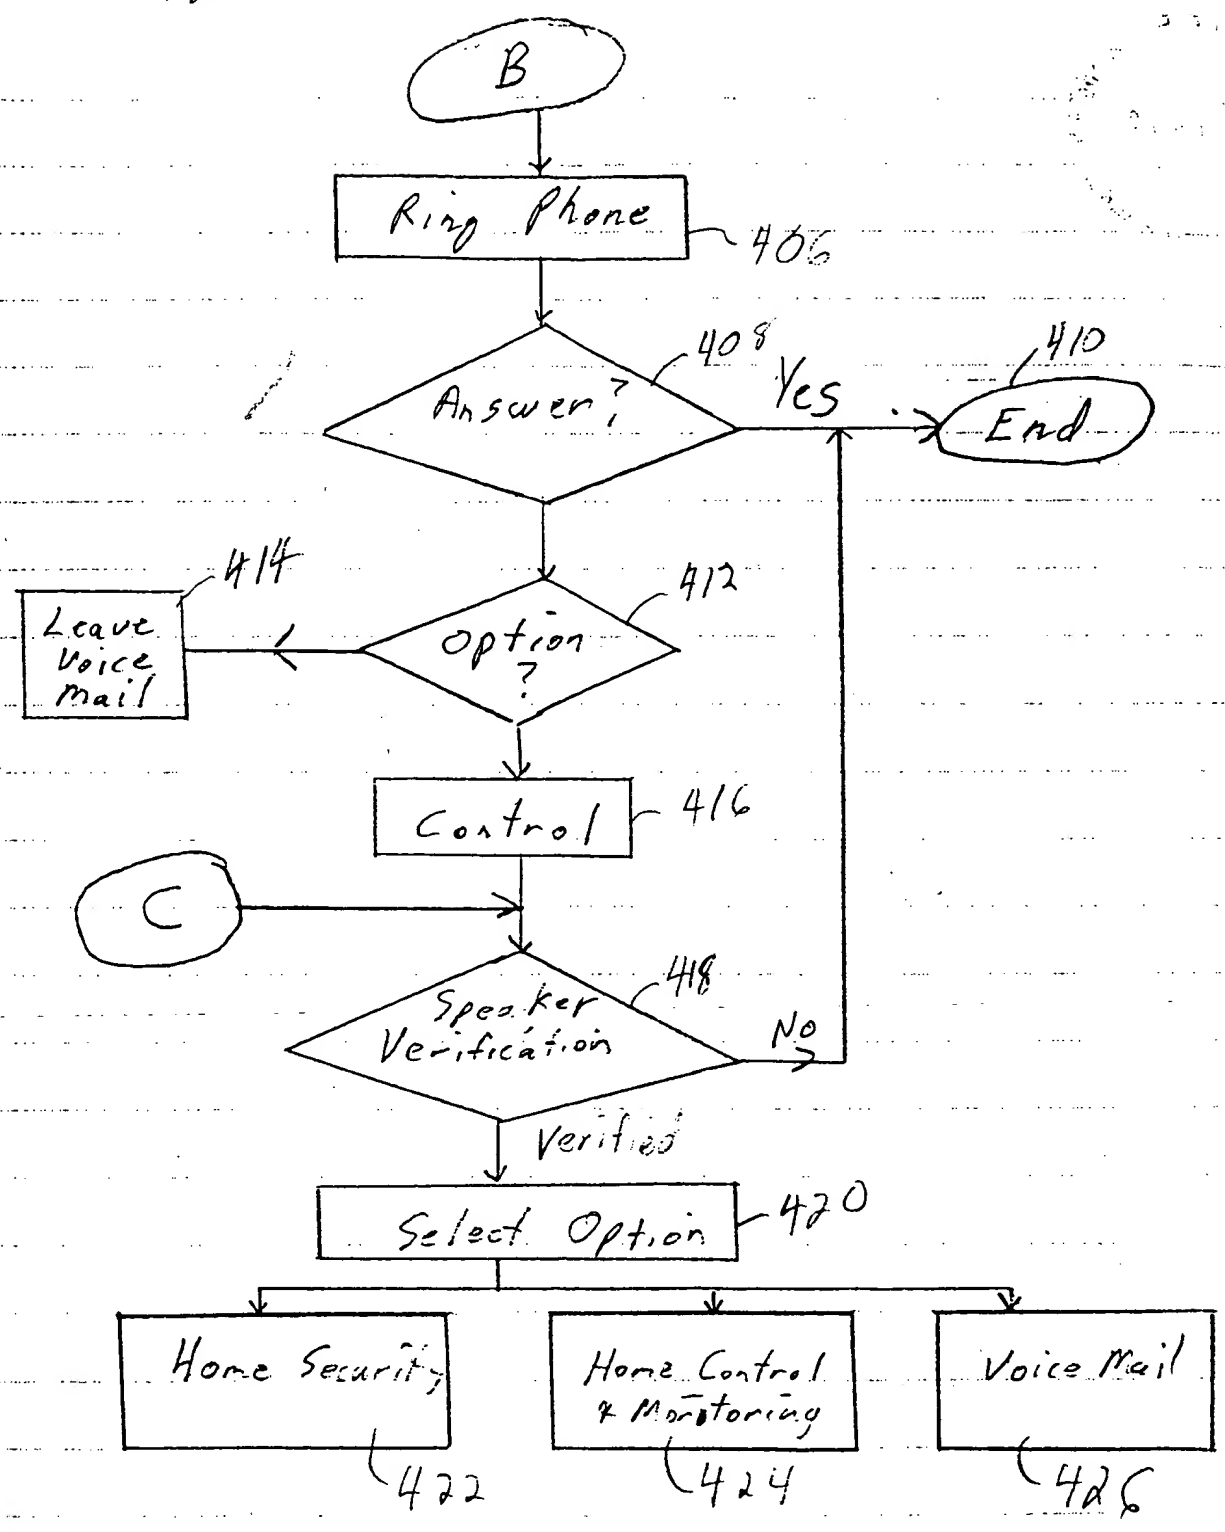 B
Ring Phone
406
Answer?
408
Yes
410
End
414
Leave
Voice
Mail
412
Option
?
Control
416
C
Speaker
Verification
418
No
Verified
Select Option
420
Home Security
Home Control
& Monitoring
Voice Mail
422
424
426